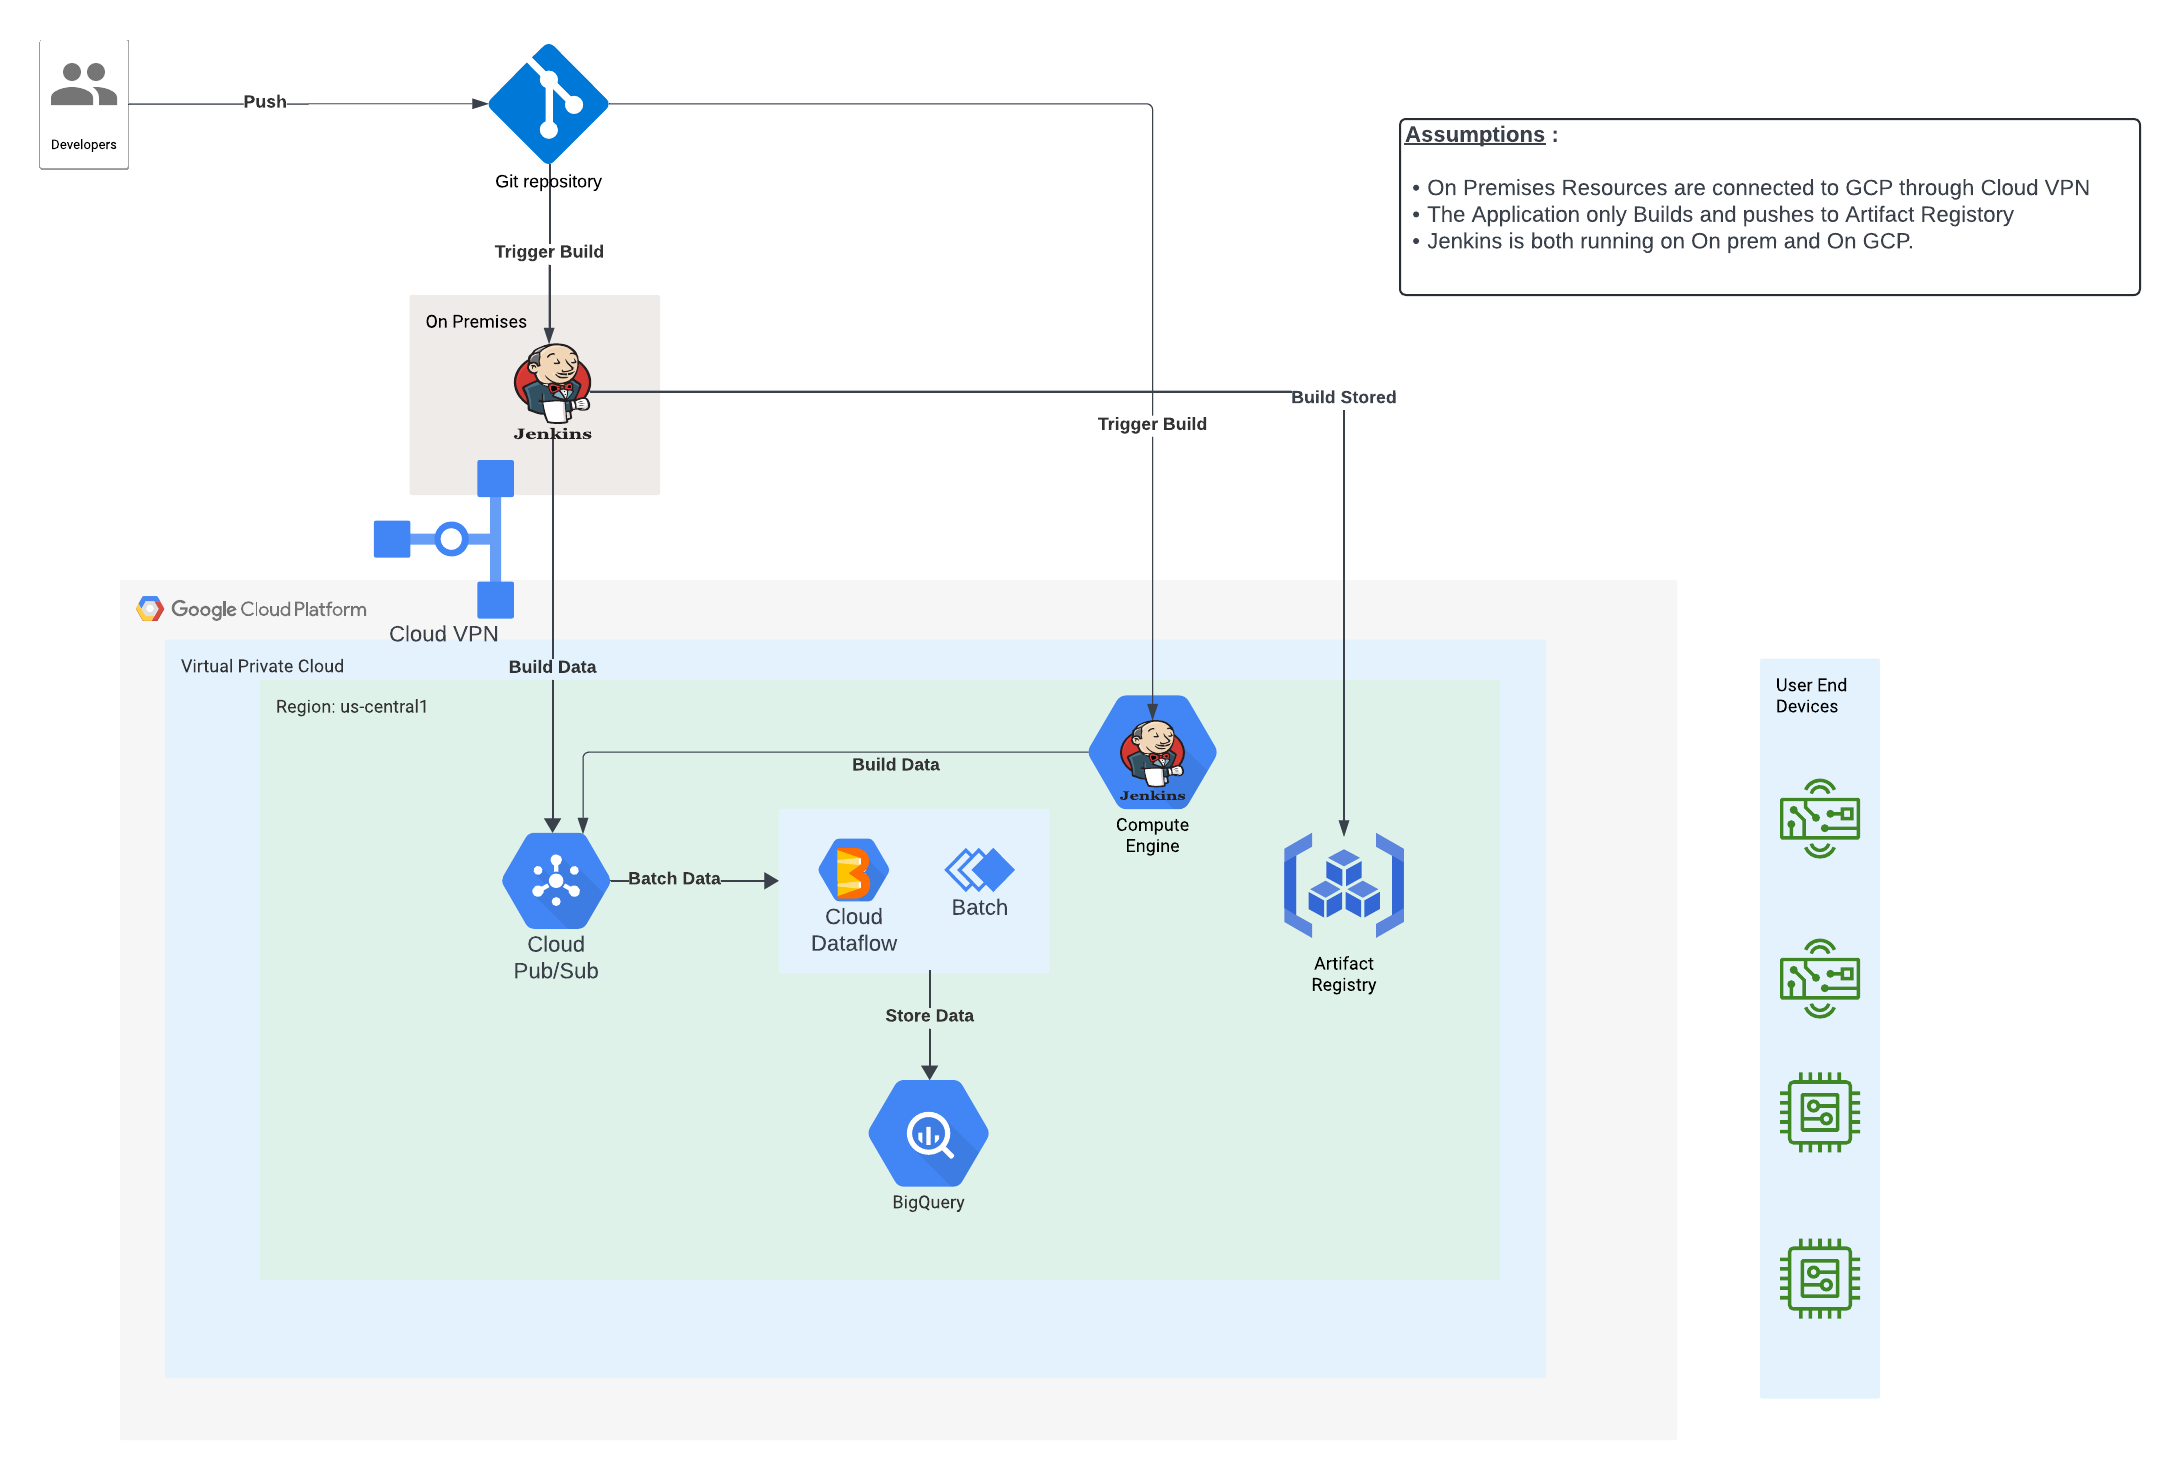 Developers
Push
Git repository
Trigger Build
Assumptions :
• On Premises Resources are connected to GCP through Cloud VPN
• The Application only Builds and pushes to Artifact Registory
• Jenkins is both running on On prem and On GCP.
On Premises
Jenkins
Build Stored
Trigger Build
Google Cloud Platform
Cloud VPN
Virtual Private Cloud
Build Data
Region: us-central1
Build Data
Jenkins
Compute
Engine
Cloud
Pub/Sub
Batch Data
Cloud
Dataflow
Batch
Artifact
Registry
Store Data
BigQuery
User End
Devices